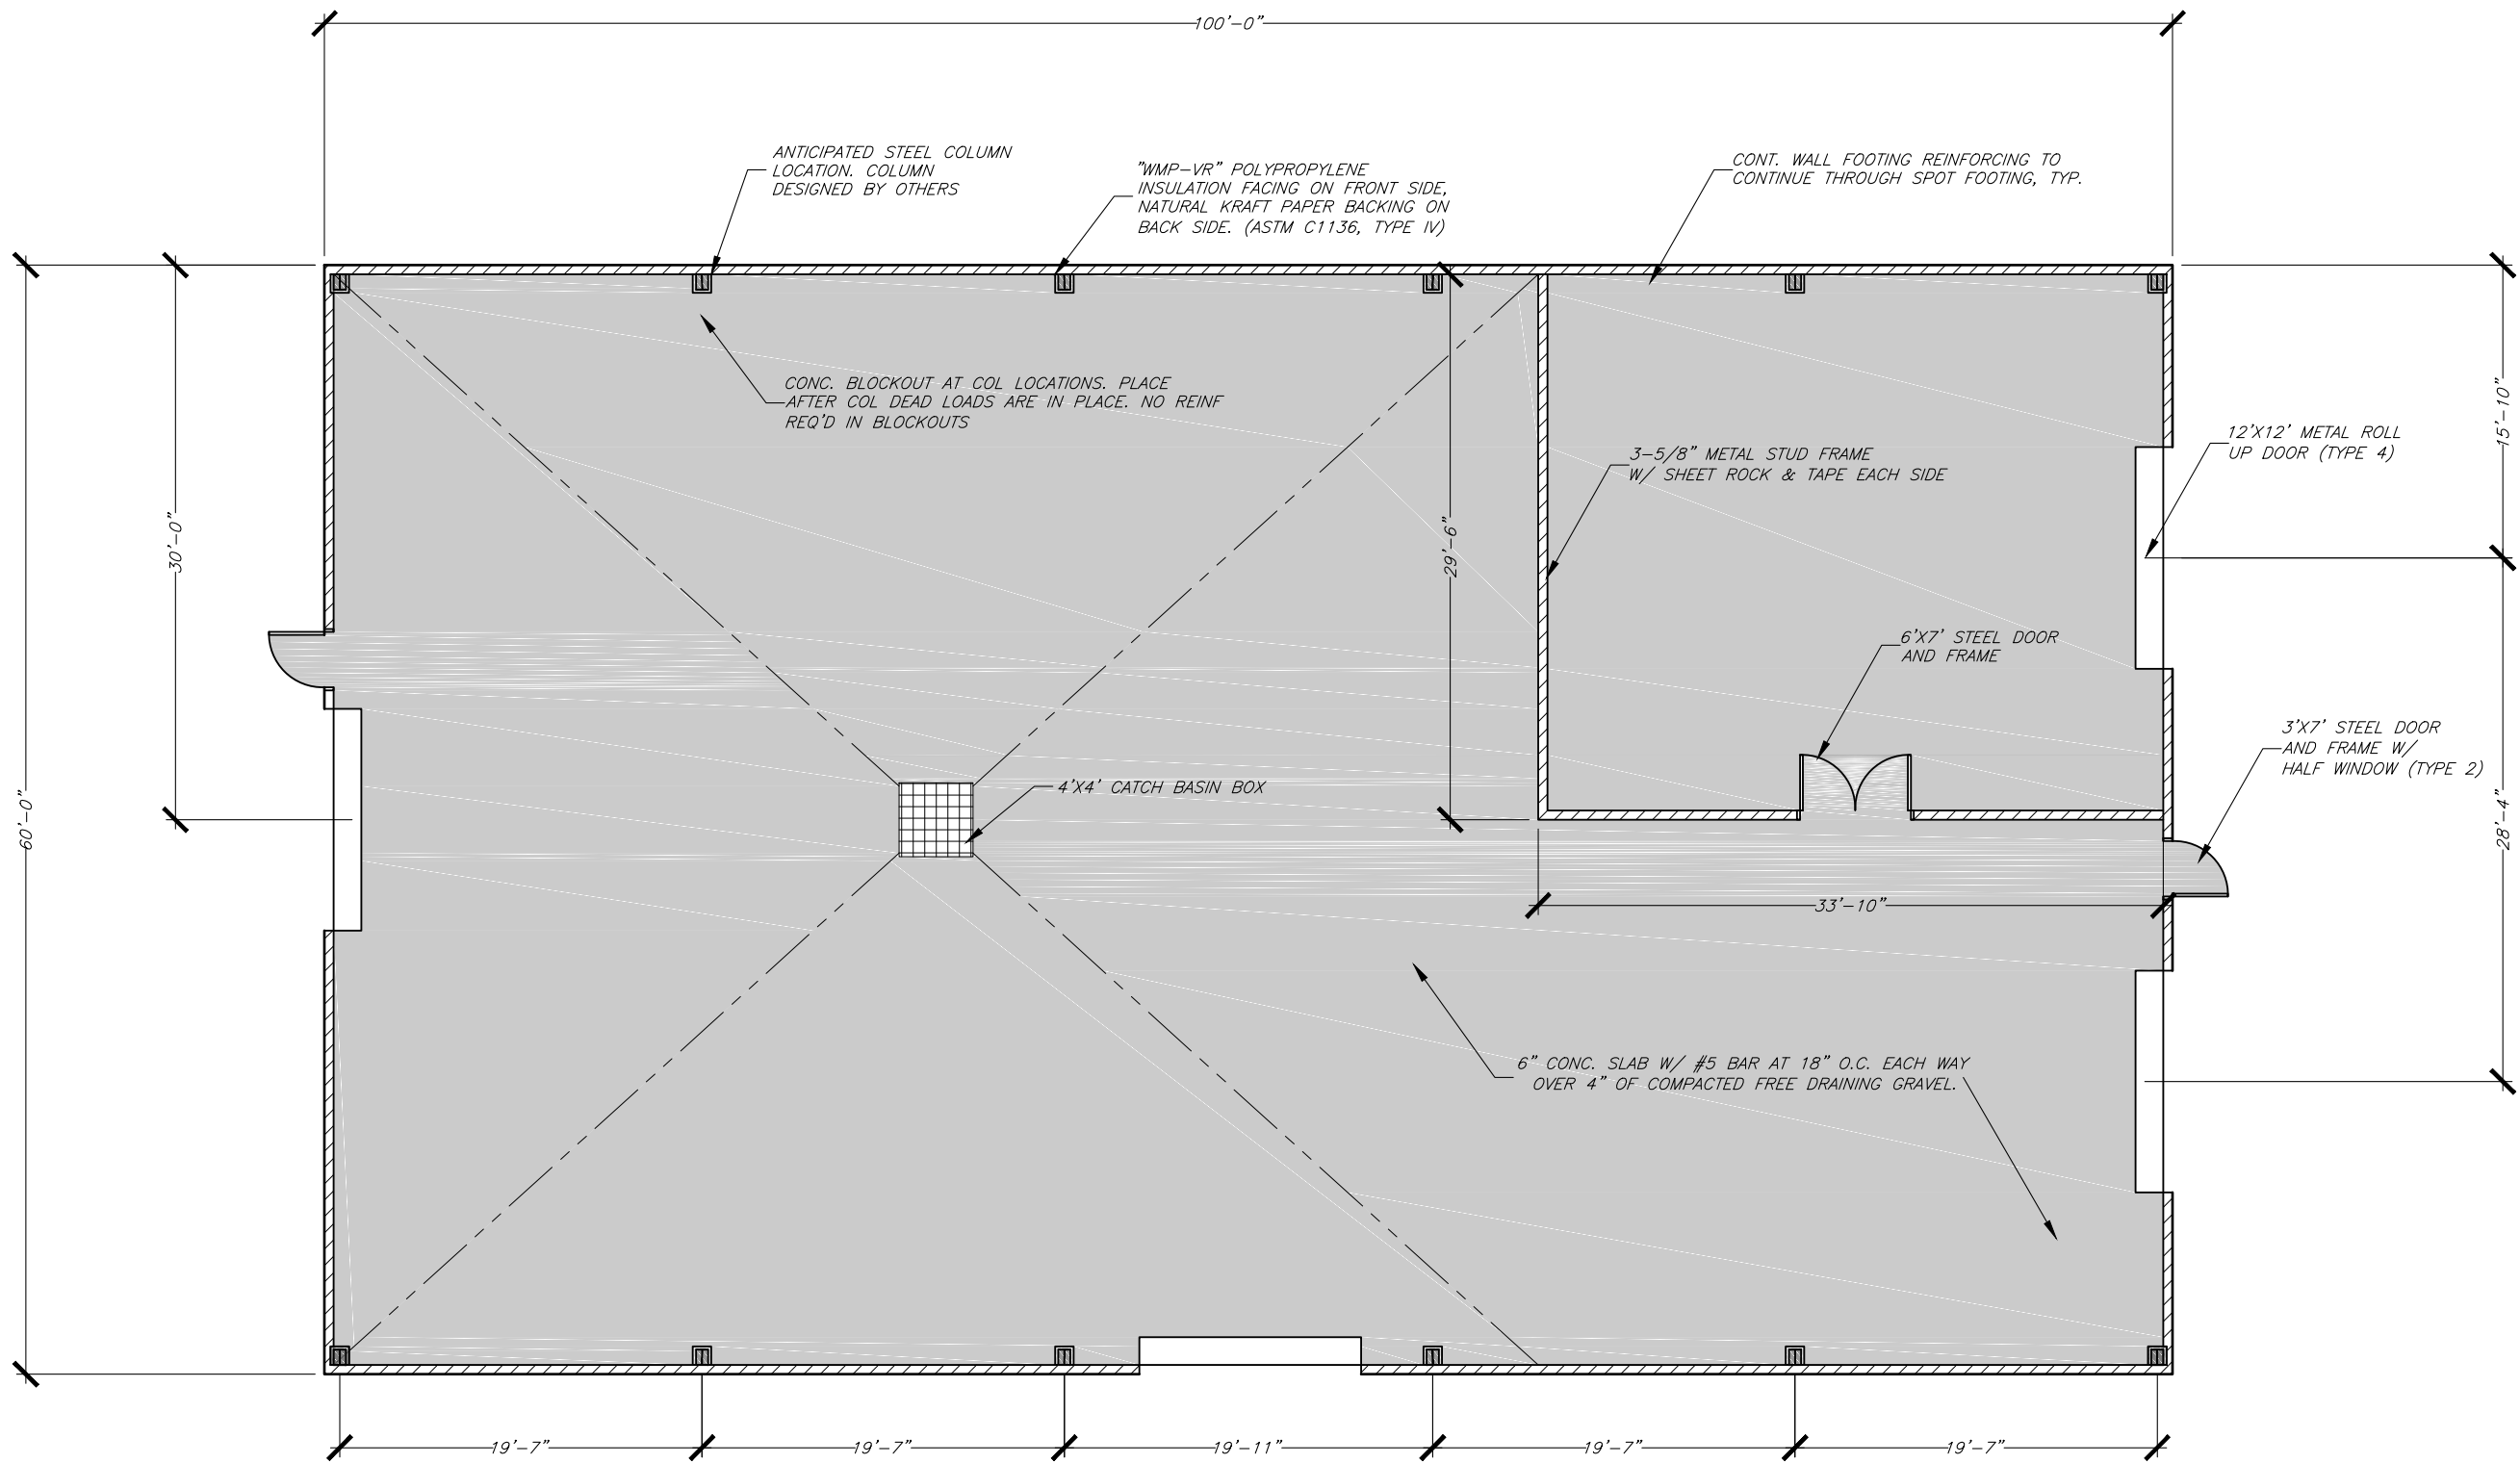 100'-0"
ANTICIPATED STEEL COLUMN
LOCATION. COLUMN
DESIGNED BY OTHERS
"WMP-VR" POLYPROPYLENE
INSULATION FACING ON FRONT SIDE,
NATURAL KRAFT PAPER BACKING ON
BACK SIDE. (ASTM C1136, TYPE IV)
CONT. WALL FOOTING REINFORCING TO
CONTINUE THROUGH SPOT FOOTING, TYP.
CONC. BLOCKOUT AT COL LOCATIONS. PLACE
AFTER COL DEAD LOADS ARE IN PLACE. NO REINF
REQ'D IN BLOCKOUTS
3-5/8" METAL STUD FRAME
W/ SHEET ROCK & TAPE EACH SIDE
12'X12' METAL ROLL
UP DOOR (TYPE 4)
15'-10"
30'-0"
29'-6"
6'X7' STEEL DOOR
AND FRAME
3'X7' STEEL DOOR
AND FRAME W/
HALF WINDOW (TYPE 2)
4'X4' CATCH BASIN BOX
60'-0"
28'-4"
33'-10"
6" CONC. SLAB W/ #5 BAR AT 18" O.C. EACH WAY
OVER 4" OF COMPACTED FREE DRAINING GRAVEL.
19'-7"
19'-7"
19'-11"
19'-7"
19'-7"